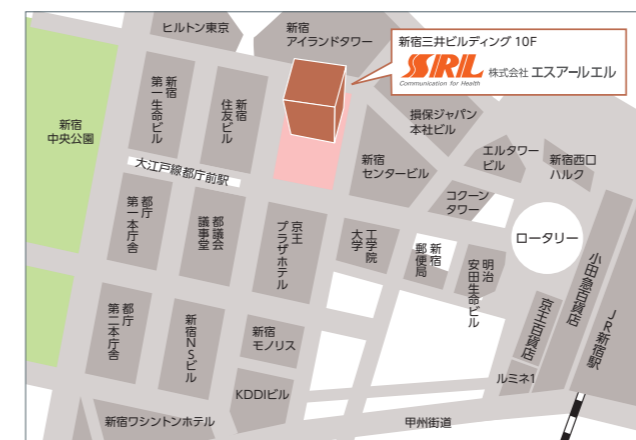 ヒルトン東京
新宿
アイランドタワー
新宿三井ビルディング 10F
SRL 株式会社 エスアールエル
Communication for Health
新宿
中央公園
新宿
第一生命ビル
新宿
住友ビル
損保ジャパン
本社ビル
新宿
センタービル
エルタワー
ビル
新宿西口
ハルク
大江戸線都庁前駅
コクーン
タワー
都庁
第一本庁舎
都議会
議事堂
京王
プラザホテル
工学院
大学
新宿
郵便局
明治
安田生命ビル
ロータリー
小田急百貨店
JR新宿駅
京王百貨店
都庁
第二本庁舎
新宿NSビル
新宿
モノリス
KDDIビル
ルミネ1
新宿ワシントンホテル
甲州街道